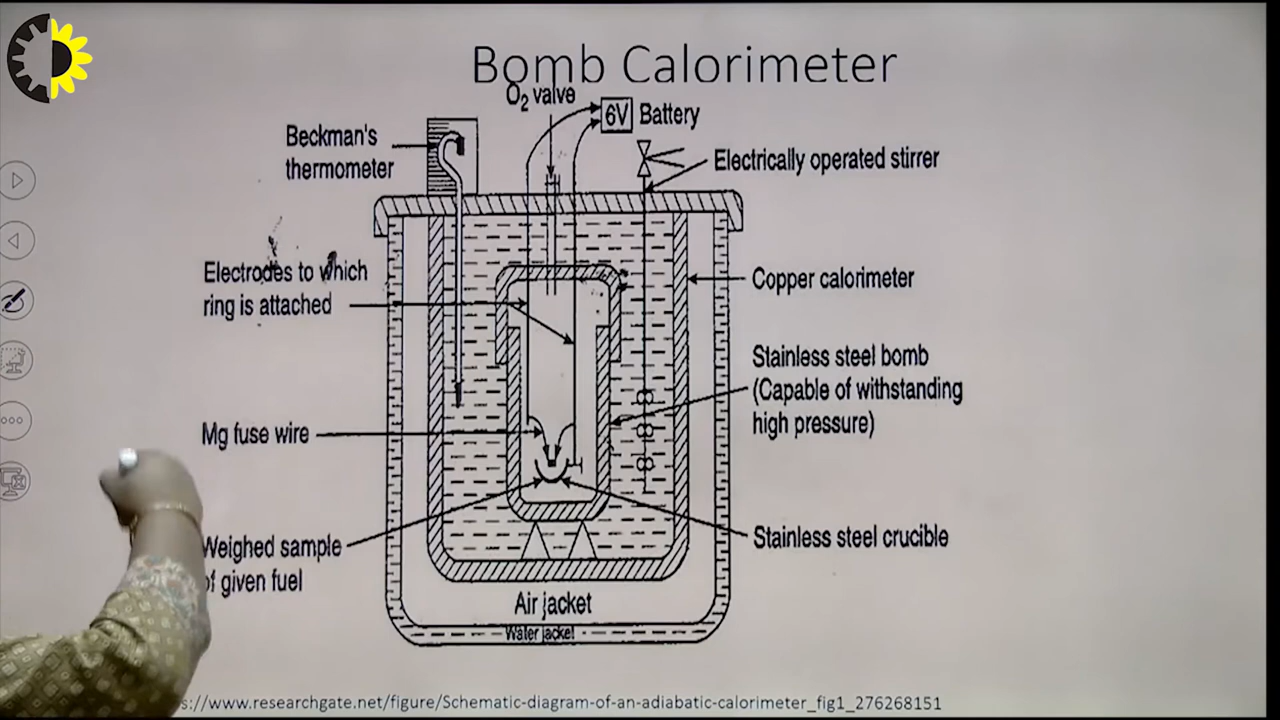 Bomb Calorimeter
O2 valve
6V Battery
Beckman's
thermometer
Electrically operated stirrer
Electrodes to which
ring is attached
Copper calorimeter
Stainless steel bomb
(Capable of withstanding
high pressure)
Mg fuse wire
Weighed sample
of given fuel
Stainless steel crucible
Air jacket
Water jacket
s://www.researchgate.net/figure/Schematic-diagram-of-an-adiabatic-calorimeter_fig1_276268151